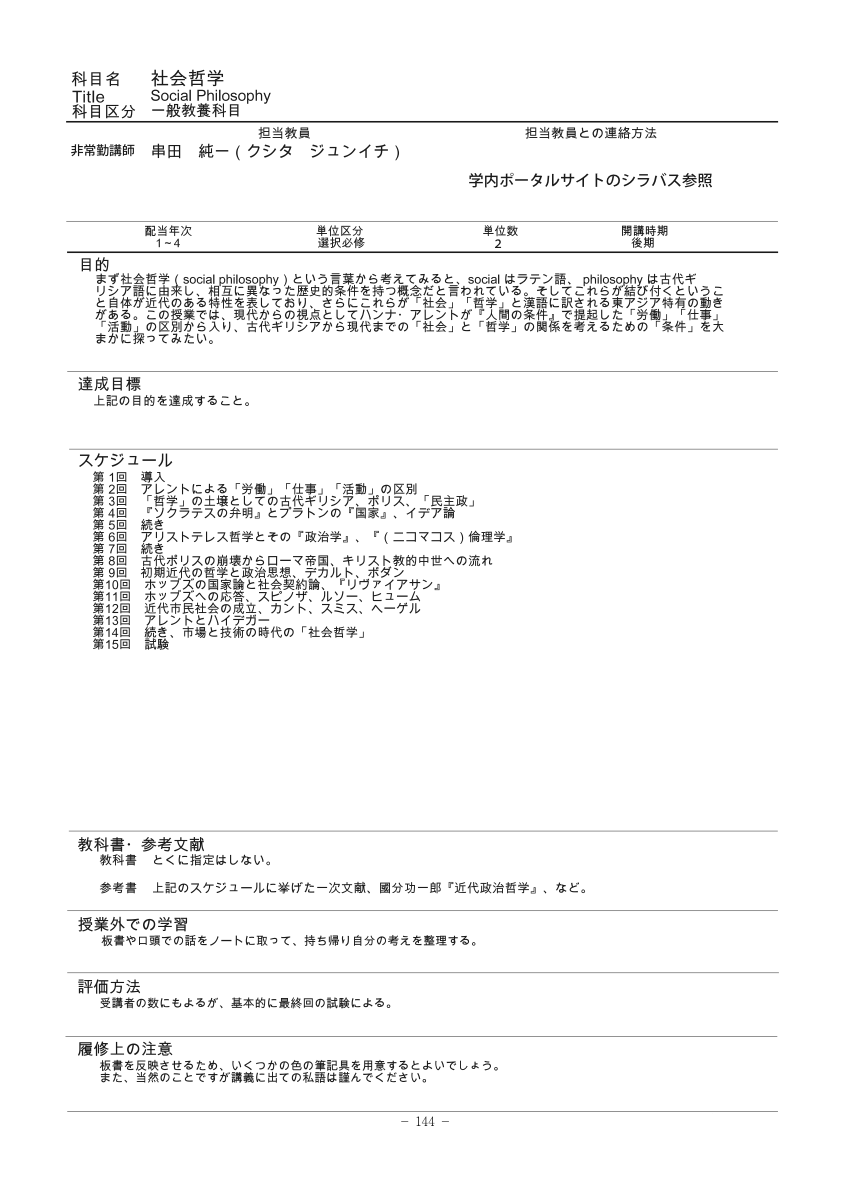 科目名　社会哲学
Title　Social Philosophy
科目区分　一般教養科目
担当教員　担当教員との連絡方法
非常勤講師　串田　純一（クシタ　ジュンイチ）
学内ポータルサイトのシラバス参照
配当年次　単位区分　単位数　開講時期
1～4　選択必修　2　後期
目的
まず社会哲学（social philosophy）という言葉から考えてみると、social はラテン語、 philosophy は古代ギ
リシア語に由来し、相互に異なった歴史的条件を持つ概念だと言われている。そしてこれらが結び付くというこ
と自体が近代のある特性を表しており、さらにこれらが「社会」「哲学」と漢語に訳される東アジア特有の動き
がある。この授業では、現代からの視点としてハンナ・アレントが『人間の条件』で提起した「労働」「仕事」
「活動」の区別から入り、古代ギリシアから現代までの「社会」と「哲学」の関係を考えるための「条件」を大
まかに探ってみたい。
達成目標
上記の目的を達成すること。
スケジュール
第 1回　導入
第 2回　アレントによる「労働」「仕事」「活動」の区別
第 3回　「哲学」の土壌としての古代ギリシア、ポリス、「民主政」
第 4回　『ソクラテスの弁明』とプラトンの『国家』、イデア論
第 5回　続き
第 6回　アリストテレス哲学とその『政治学』、『（ニコマコス）倫理学』
第 7回　続き
第 8回　古代ポリスの崩壊からローマ帝国、キリスト教的中世への流れ
第 9回　初期近代の哲学と政治思想、デカルト、ボダン
第10回　ホッブズの国家論と社会契約論、『リヴァイアサン』
第11回　ホッブズへの応答、スピノザ、ルソー、ヒューム
第12回　近代市民社会の成立、カント、スミス、ヘーゲル
第13回　アレントとハイデガー
第14回　続き、市場と技術の時代の「社会哲学」
第15回　試験
教科書・参考文献
教科書　とくに指定はしない。
参考書　上記のスケジュールに挙げた一次文献、國分功一郎『近代政治哲学』、など。
授業外での学習
板書や口頭での話をノートに取って、持ち帰り自分の考えを整理する。
評価方法
受講者の数にもよるが、基本的に最終回の試験による。
履修上の注意
板書を反映させるため、いくつかの色の筆記具を用意するとよいでしょう。
また、当然のことですが講義に出ての私語は謹んでください。
− 144 −